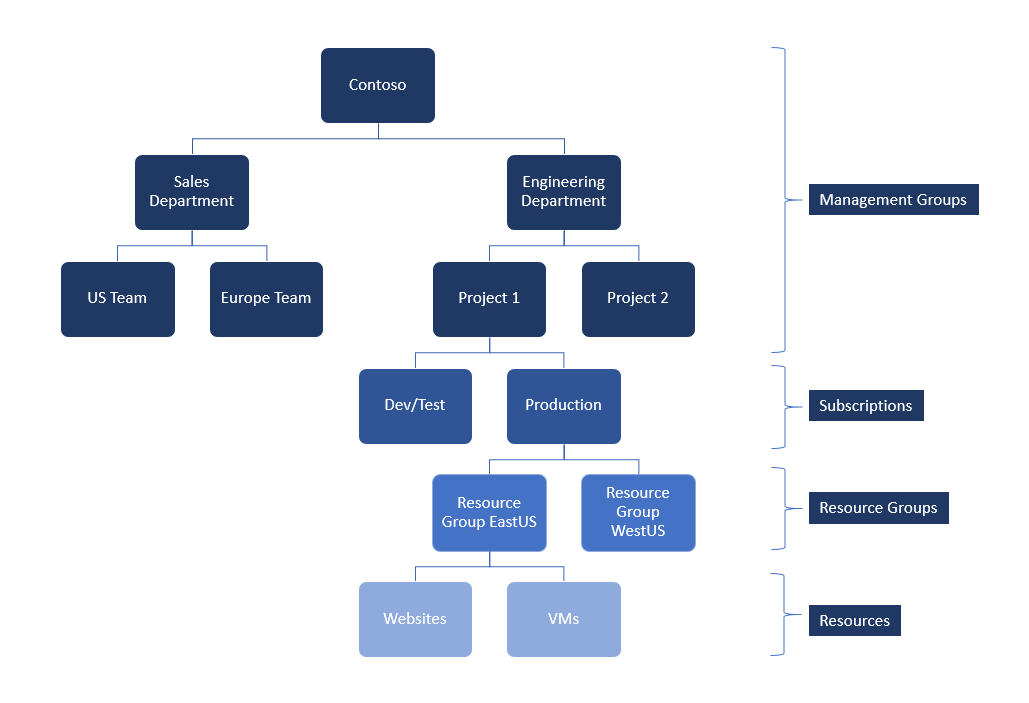 Contoso
Sales
Department
Engineering
Department
Management Groups
US Team
Europe Team
Project 1
Project 2
Dev/Test
Production
Subscriptions
Resource
Group EastUS
Resource
Group
WestUS
Resource Groups
Websites
VMs
Resources